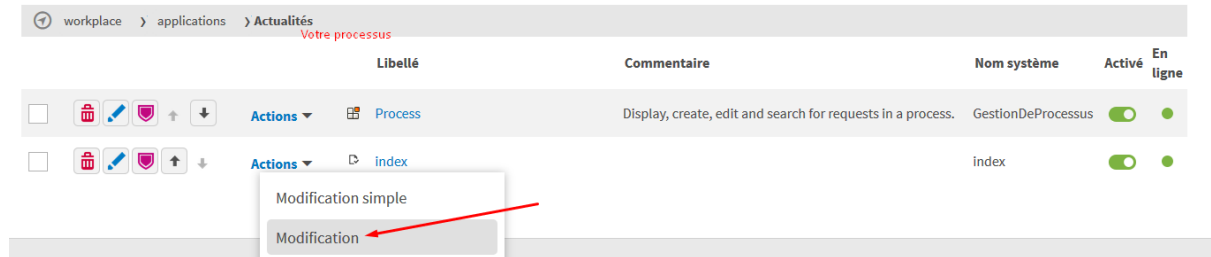 workplace > applications > Actualités
Votre processus
Libellé Commentaire Nom système Activé En ligne
Actions Process Display, create, edit and search for requests in a process. GestionDeProcessus
Actions index index
Modification simple
Modification